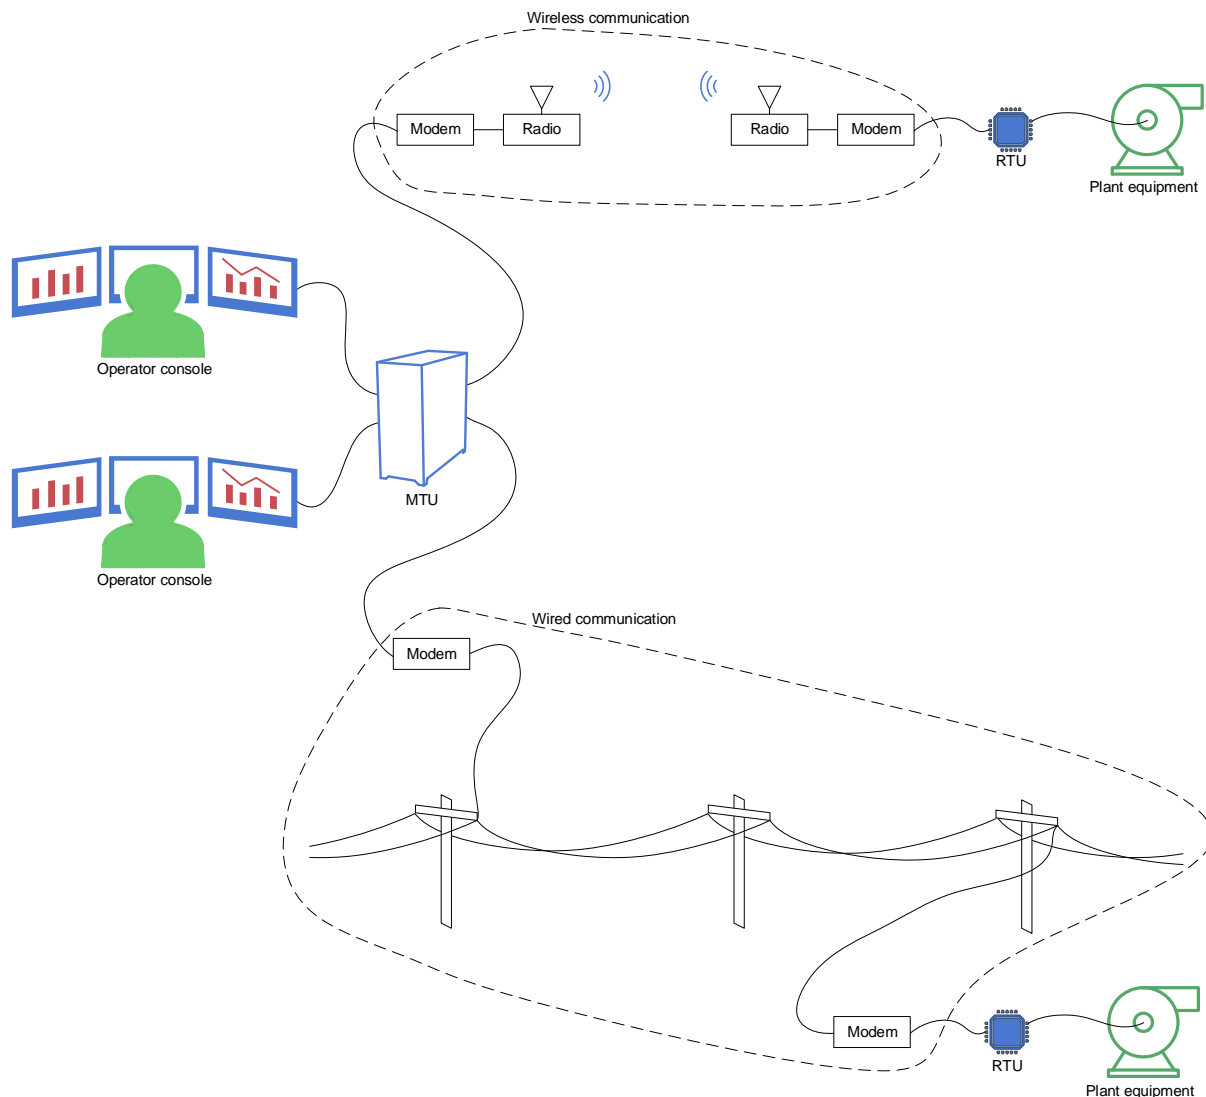 Wireless communication
Modem
Radio
Radio
Modem
RTU
Plant equipment
Operator console
MTU
Operator console
Wired communication
Modem
Modem
RTU
Plant equipment